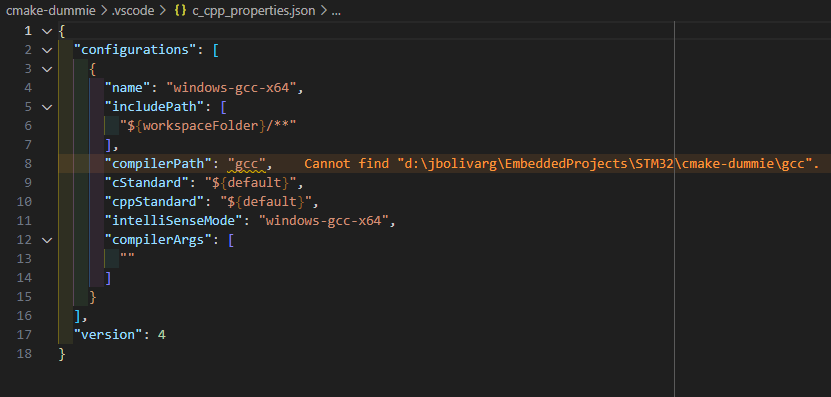 cmake-dummie > .vscode > {} c_cpp_properties.json > ...
1 {
2 "configurations": [
3 {
4 "name": "windows-gcc-x64",
5 "includePath": [
6 "${workspaceFolder}/**"
7 ],
8 "compilerPath": "gcc", Cannot find "d:\jbolivarg\EmbeddedProjects\STM32\cmake-dummie\gcc".
9 "cStandard": "${default}",
10 "cppStandard": "${default}",
11 "intelliSenseMode": "windows-gcc-x64",
12 "compilerArgs": [
13 ""
14 ]
15 }
16 ],
17 "version": 4
18 }